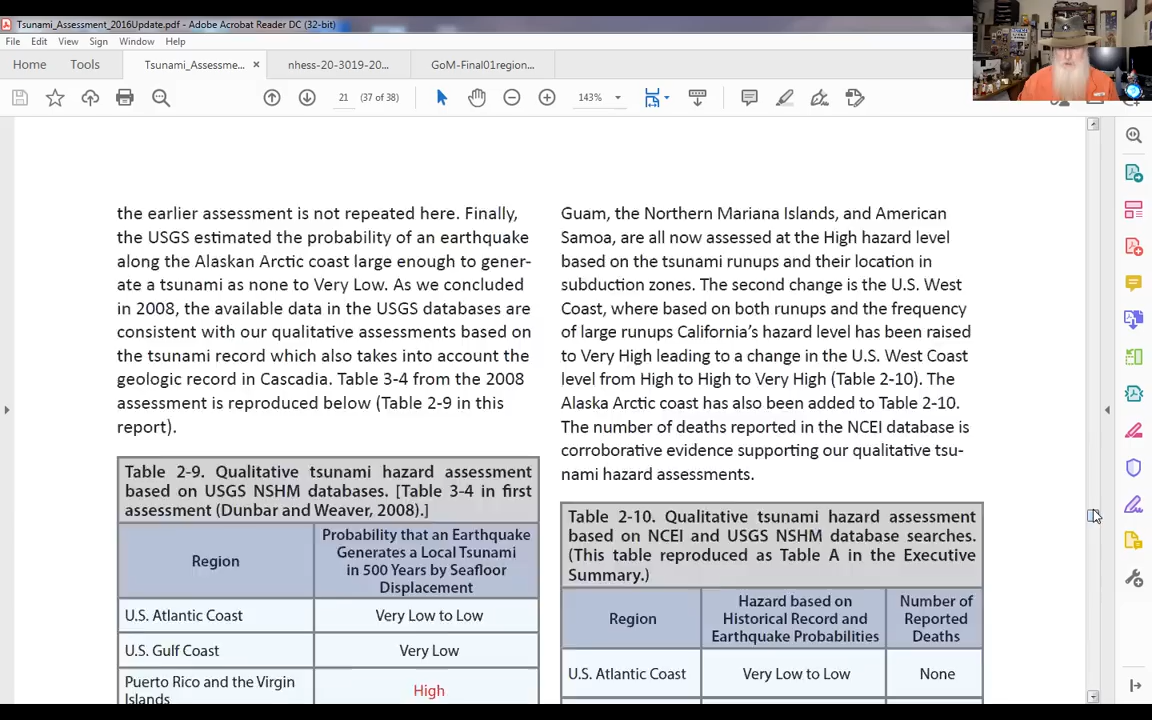 Tsunami_Assessment_2016Update.pdf - Adobe Acrobat Reader DC (32-bit)
File Edit View Sign Window Help
Home Tools Tsunami_Assessme... × nhess-20-3019-20... GoM-Final01region...
21 (37 of 38) 143%
the earlier assessment is not repeated here. Finally,
the USGS estimated the probability of an earthquake
along the Alaskan Arctic coast large enough to gener-
ate a tsunami as none to Very Low. As we concluded
in 2008, the available data in the USGS databases are
consistent with our qualitative assessments based on
the tsunami record which also takes into account the
geologic record in Cascadia. Table 3-4 from the 2008
assessment is reproduced below (Table 2-9 in this
report).
Table 2-9. Qualitative tsunami hazard assessment
based on USGS NSHM databases. [Table 3-4 in first
assessment (Dunbar and Weaver, 2008).]
Region
Probability that an Earthquake
Generates a Local Tsunami
in 500 Years by Seafloor
Displacement
U.S. Atlantic Coast Very Low to Low
U.S. Gulf Coast Very Low
Puerto Rico and the Virgin
Islands
High
Guam, the Northern Mariana Islands, and American
Samoa, are all now assessed at the High hazard level
based on the tsunami runups and their location in
subduction zones. The second change is the U.S. West
Coast, where based on both runups and the frequency
of large runups California's hazard level has been raised
to Very High leading to a change in the U.S. West Coast
level from High to High to Very High (Table 2-10). The
Alaska Arctic coast has also been added to Table 2-10.
The number of deaths reported in the NCEI database is
corroborative evidence supporting our qualitative tsu-
nami hazard assessments.
Table 2-10. Qualitative tsunami hazard assessment
based on NCEI and USGS NSHM database searches.
(This table reproduced as Table A in the Executive
Summary.)
Region
Hazard based on
Historical Record and
Earthquake Probabilities
Number of
Reported
Deaths
U.S. Atlantic Coast Very Low to Low None